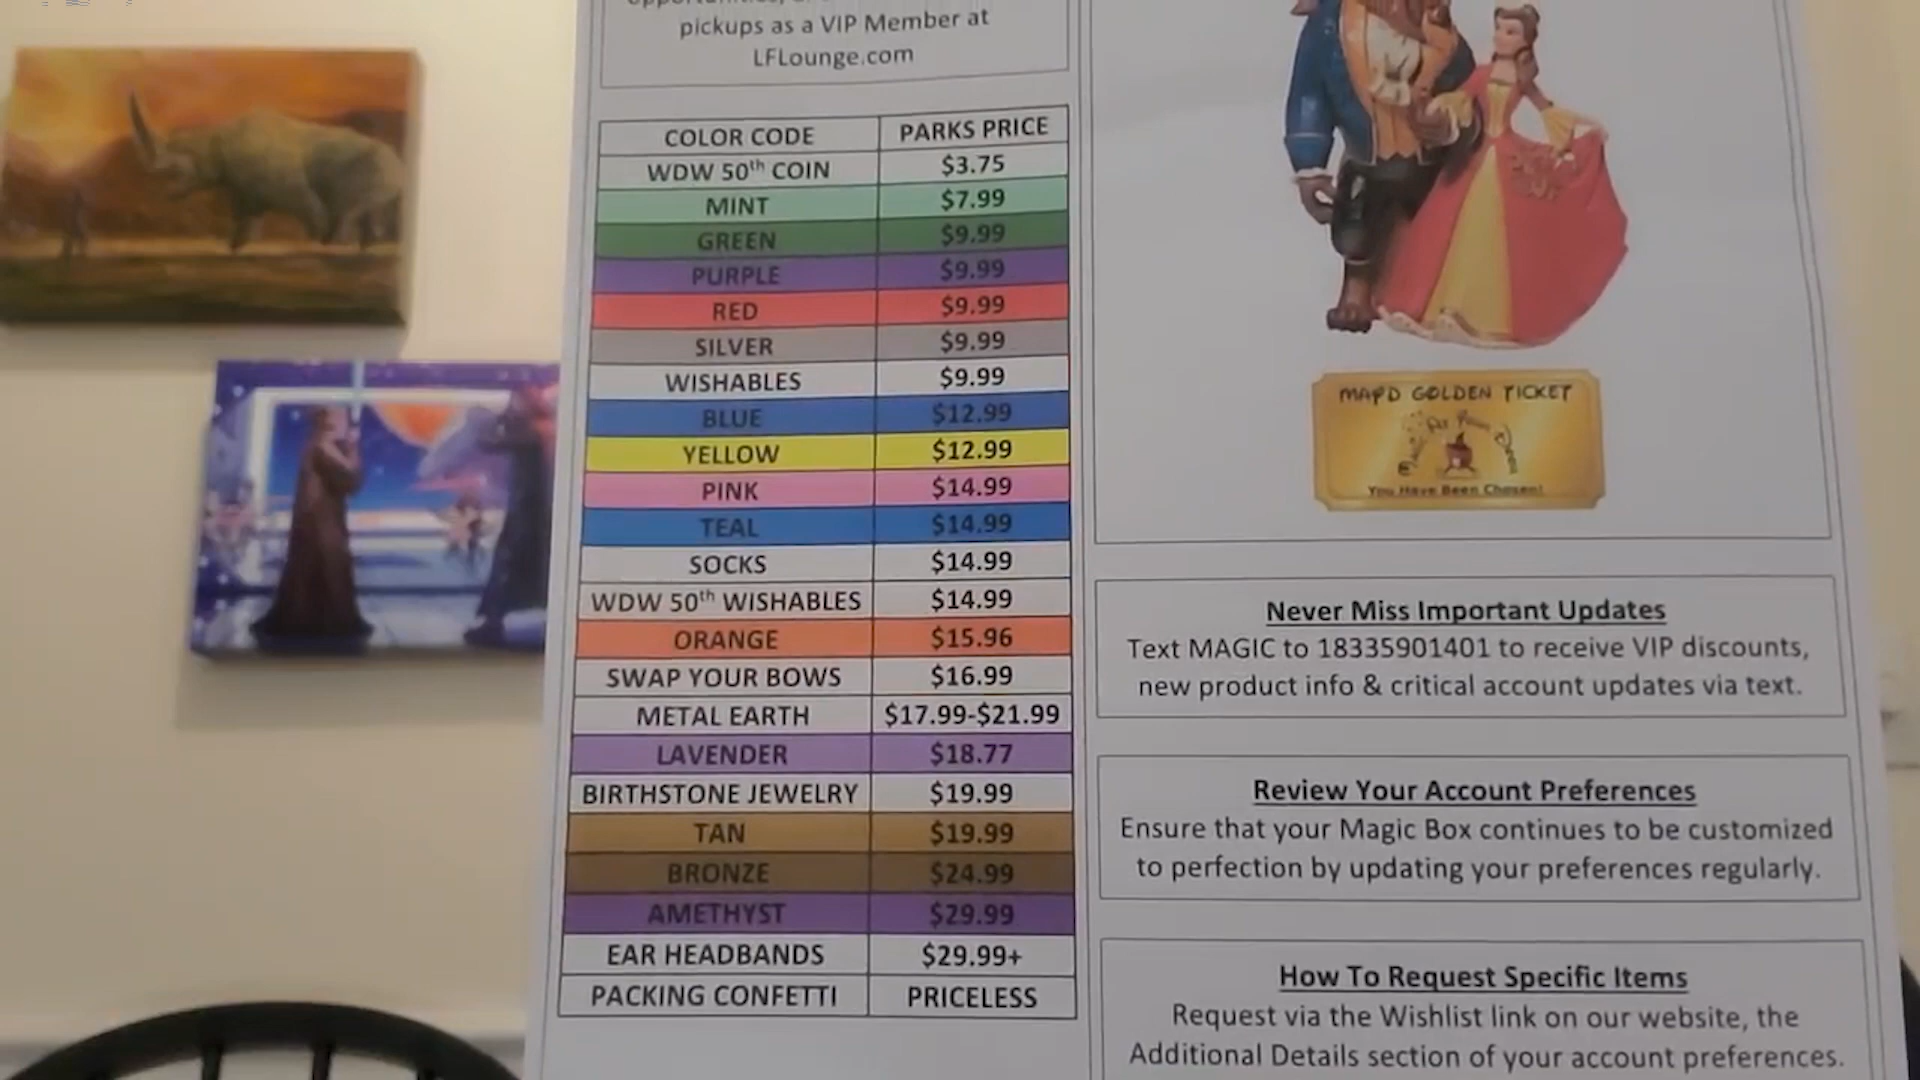 pickups as a VIP Member at
LFLounge.com
COLOR CODE PARKS PRICE
WDW 50th COIN $3.75
MINT $7.99
GREEN $9.99
PURPLE $9.99
RED $9.99
SILVER $9.99
WISHABLES $9.99
BLUE $12.99
YELLOW $12.99
PINK $14.99
TEAL $14.99
SOCKS $14.99
WDW 50th WISHABLES $14.99
ORANGE $15.96
SWAP YOUR BOWS $16.99
METAL EARTH $17.99-$21.99
LAVENDER $18.77
BIRTHSTONE JEWELRY $19.99
TAN $19.99
BRONZE $24.99
AMETHYST $29.99
EAR HEADBANDS $29.99+
PACKING CONFETTI PRICELESS
MAYD GOLDEN TICKET
At Your Door
You Have Been Chosen!
Never Miss Important Updates
Text MAGIC to 18335901401 to receive VIP discounts,
new product info & critical account updates via text.
Review Your Account Preferences
Ensure that your Magic Box continues to be customized
to perfection by updating your preferences regularly.
How To Request Specific Items
Request via the Wishlist link on our website, the
Additional Details section of your account preferences.